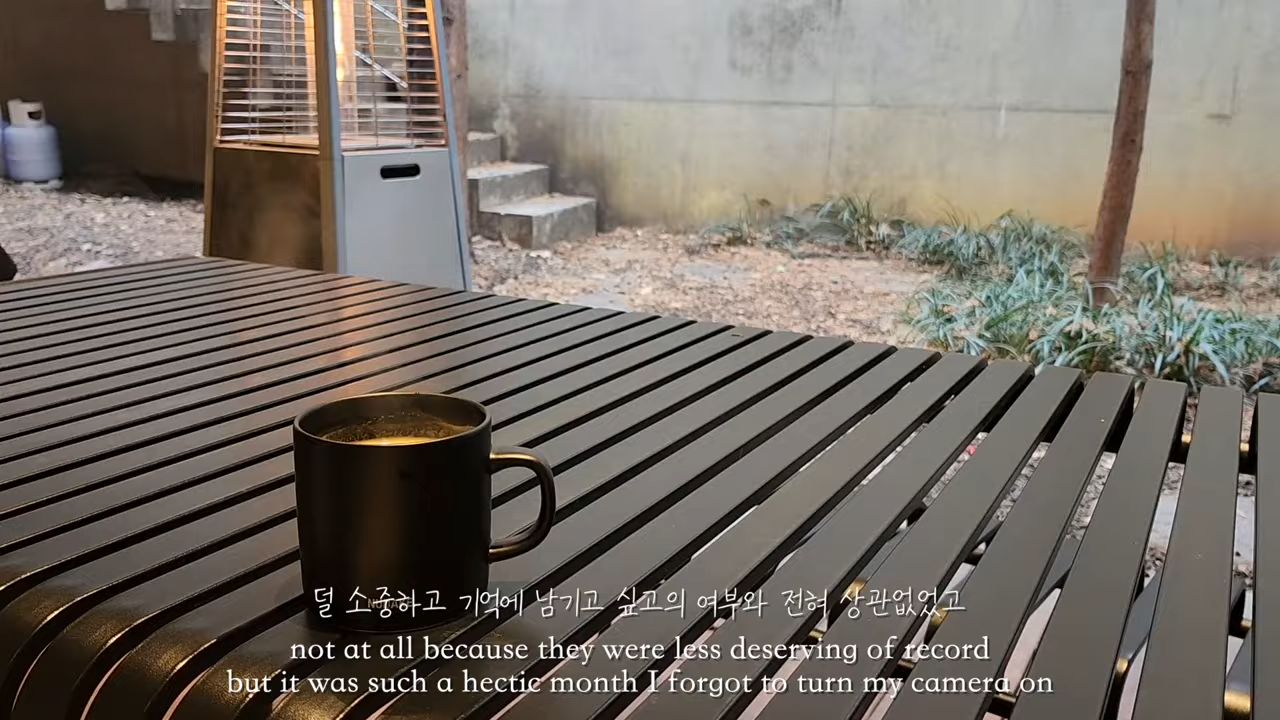 덜 소중하고 기억에 남기고 싶고의 여부와 전혀 상관없었고
not at all because they were less deserving of record
but it was such a hectic month I forgot to turn my camera on